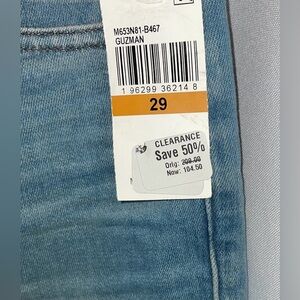 M653N81-B467
GUZMAN
1 96299 36214 8
29
CLEARANCE
Save 50%
Orig: 209.00
Now: 104.50